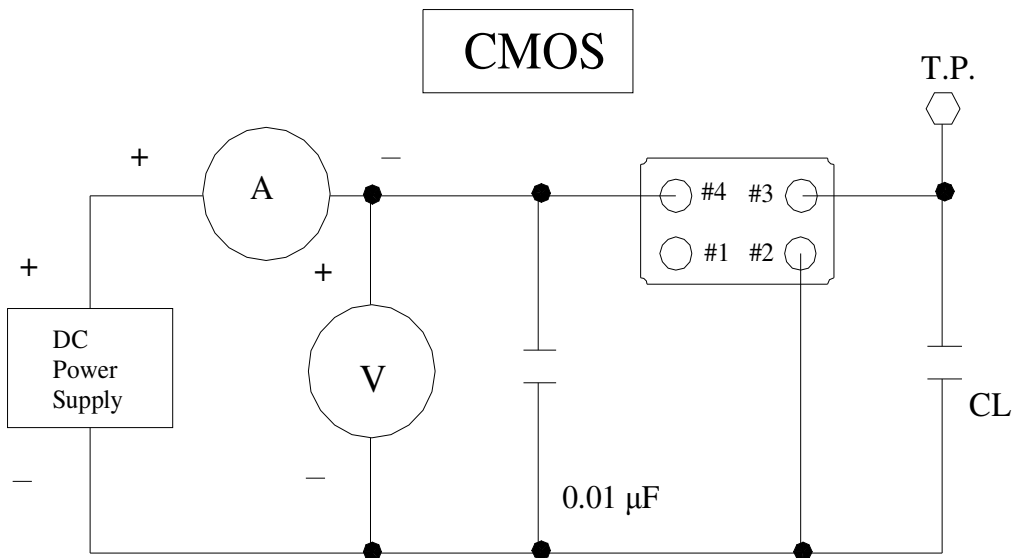 CMOS
T.P.
+
−
A
#4 #3
#1 #2
+
+
DC
Power
Supply
V
CL
−
−
0.01 μF